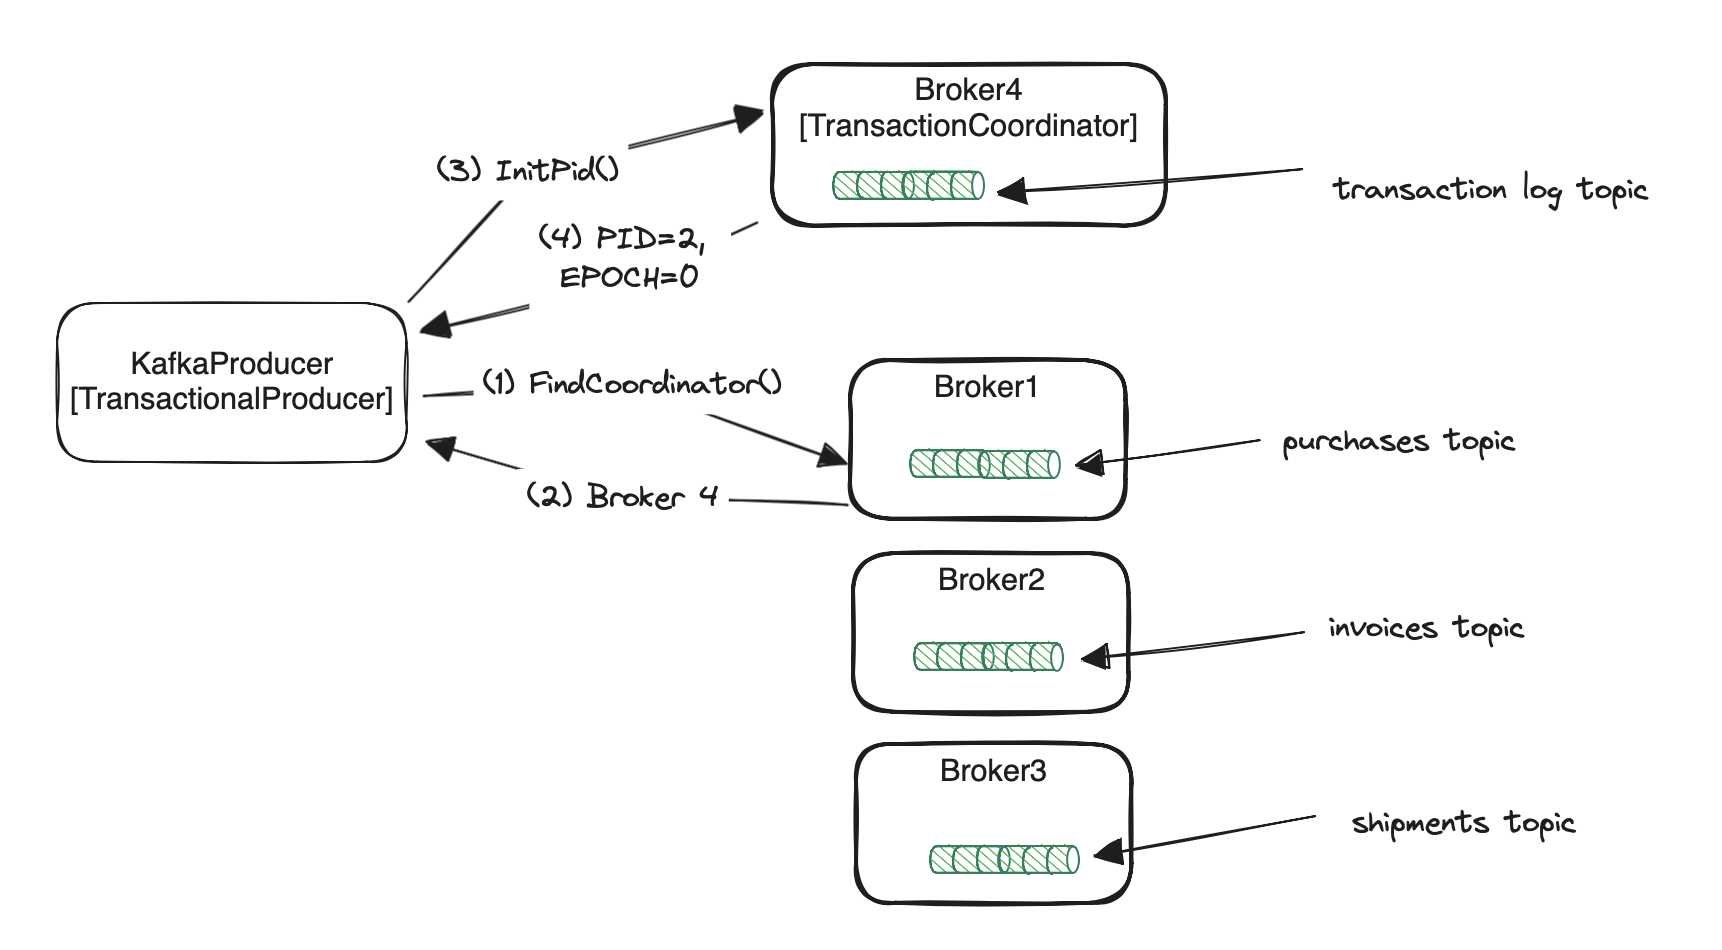 Broker4
[TransactionCoordinator]
(3) InitPid()
transaction log topic
(4) PID=2,
EPOCH=0
KafkaProducer
[TransactionalProducer]
(1) FindCoordinator()
Broker1
purchases topic
(2) Broker 4
Broker2
invoices topic
Broker3
shipments topic